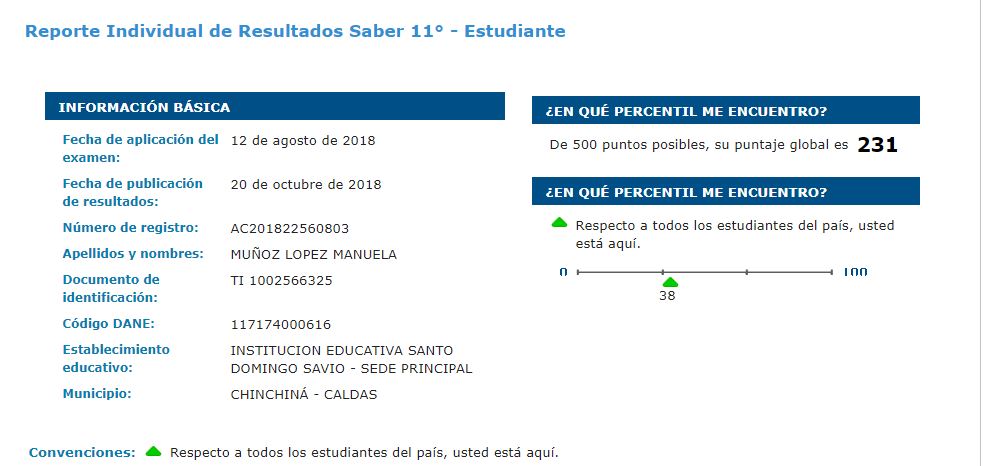 Reporte Individual de Resultados Saber 11° - Estudiante
INFORMACIÓN BÁSICA
Fecha de aplicación del examen: 12 de agosto de 2018
Fecha de publicación de resultados: 20 de octubre de 2018
Número de registro: AC201822560803
Apellidos y nombres: MUÑOZ LOPEZ MANUELA
Documento de identificación: TI 1002566325
Código DANE: 117174000616
Establecimiento educativo: INSTITUCION EDUCATIVA SANTO
DOMINGO SAVIO - SEDE PRINCIPAL
Municipio: CHINCHINÁ - CALDAS
¿EN QUÉ PERCENTIL ME ENCUENTRO?
De 500 puntos posibles, su puntaje global es 231
¿EN QUÉ PERCENTIL ME ENCUENTRO?
Respecto a todos los estudiantes del país, usted
está aquí.
0 100
38
Convenciones: Respecto a todos los estudiantes del país, usted está aquí.